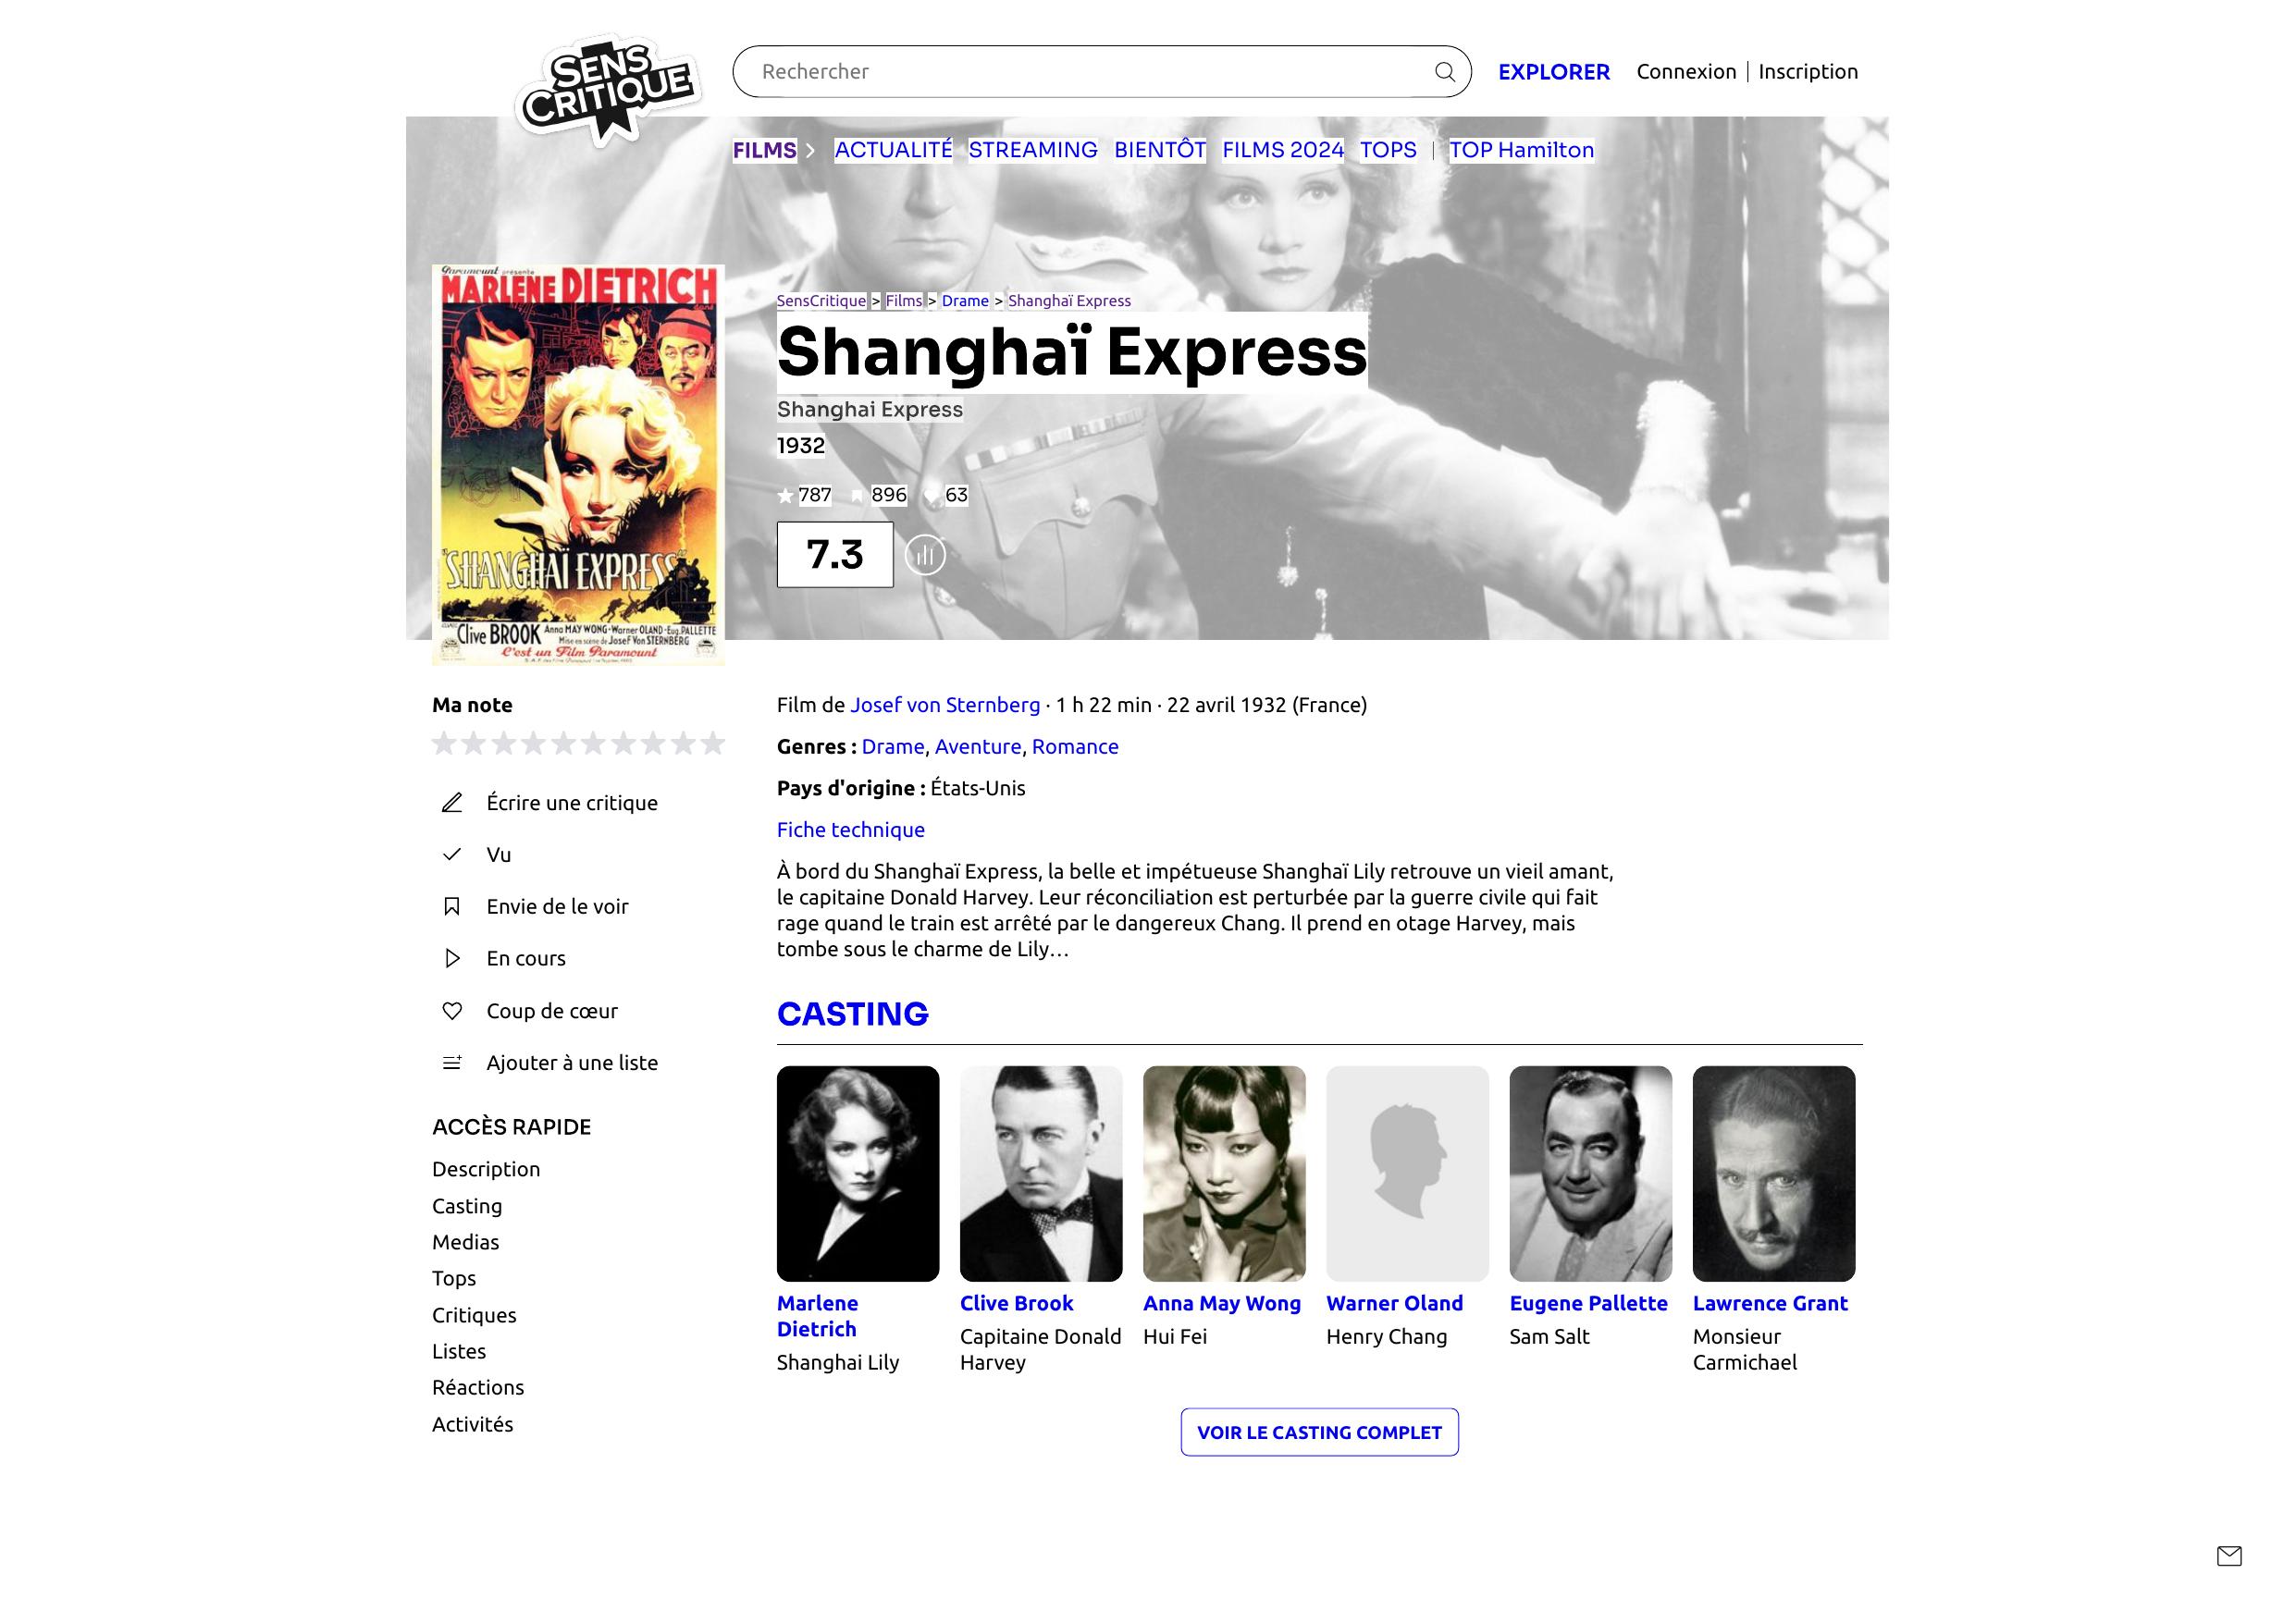 SENS
CRITIQUE
Rechercher
EXPLORER
Connexion | Inscription
FILMS
ACTUALITÉ
STREAMING
BIENTÔT
FILMS 2024
TOPS
TOP Hamilton
Paramount présente
MARLENE DIETRICH
dans
"SHANGHAÏ EXPRESS"
Clive BROOK
Anna MAY WONG-Warner OLAND-Eug. PALLETTE
Mise en scène de Josef Von STERNBERG
C'est un Film Paramount
SensCritique > Films > Drame > Shanghaï Express
Shanghaï Express
Shanghai Express
1932
787 896 63
7.3
Ma note
Écrire une critique
Vu
Envie de le voir
En cours
Coup de cœur
Ajouter à une liste
ACCÈS RAPIDE
Description
Casting
Medias
Tops
Critiques
Listes
Réactions
Activités
Film de Josef von Sternberg · 1 h 22 min · 22 avril 1932 (France)
Genres : Drame, Aventure, Romance
Pays d'origine : États-Unis
Fiche technique
À bord du Shanghaï Express, la belle et impétueuse Shanghaï Lily retrouve un vieil amant,
le capitaine Donald Harvey. Leur réconciliation est perturbée par la guerre civile qui fait
rage quand le train est arrêté par le dangereux Chang. Il prend en otage Harvey, mais
tombe sous le charme de Lily…
CASTING
Marlene
Dietrich
Shanghai Lily
Clive Brook
Capitaine Donald
Harvey
Anna May Wong
Hui Fei
Warner Oland
Henry Chang
Eugene Pallette
Sam Salt
Lawrence Grant
Monsieur
Carmichael
VOIR LE CASTING COMPLET